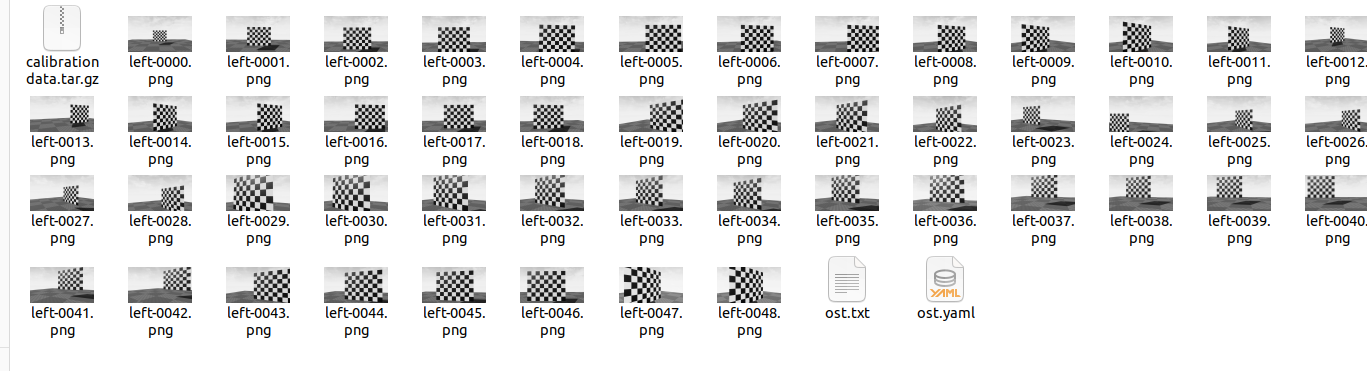 calibration
data.tar.gz
left-0000.
png
left-0001.
png
left-0002.
png
left-0003.
png
left-0004.
png
left-0005.
png
left-0006.
png
left-0007.
png
left-0008.
png
left-0009.
png
left-0010.
png
left-0011.
png
left-0012.
png
left-0013.
png
left-0014.
png
left-0015.
png
left-0016.
png
left-0017.
png
left-0018.
png
left-0019.
png
left-0020.
png
left-0021.
png
left-0022.
png
left-0023.
png
left-0024.
png
left-0025.
png
left-0026.
png
left-0027.
png
left-0028.
png
left-0029.
png
left-0030.
png
left-0031.
png
left-0032.
png
left-0033.
png
left-0034.
png
left-0035.
png
left-0036.
png
left-0037.
png
left-0038.
png
left-0039.
png
left-0040.
png
left-0041.
png
left-0042.
png
left-0043.
png
left-0044.
png
left-0045.
png
left-0046.
png
left-0047.
png
left-0048.
png
ost.txt
YAML
ost.yaml